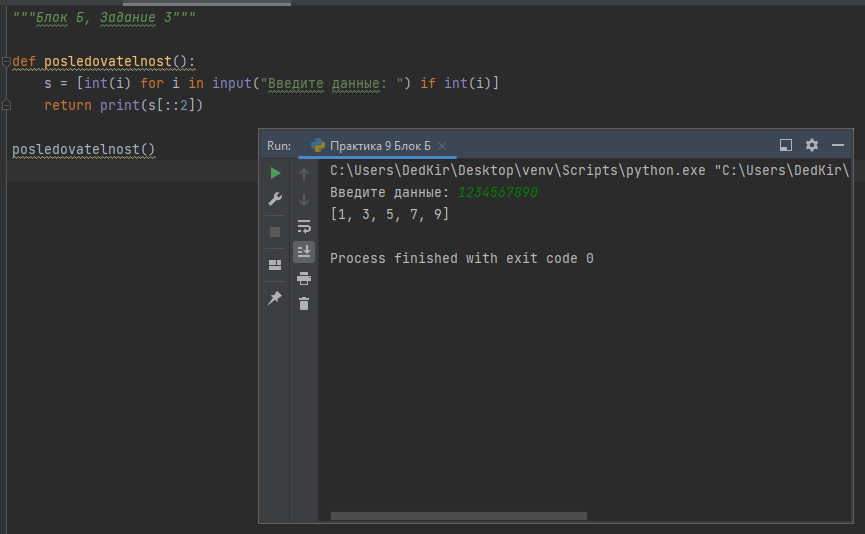 """Блок Б, Задание 3"""
def posledovatelnost():
    s = [int(i) for i in input("Введите данные: ") if int(i)]
    return print(s[::2])
posledovatelnost()
Run: Практика 9 Блок Б
C:\Users\DedKir\Desktop\venv\Scripts\python.exe "C:\Users\DedKir\
Введите данные: 1234567890
[1, 3, 5, 7, 9]
Process finished with exit code 0